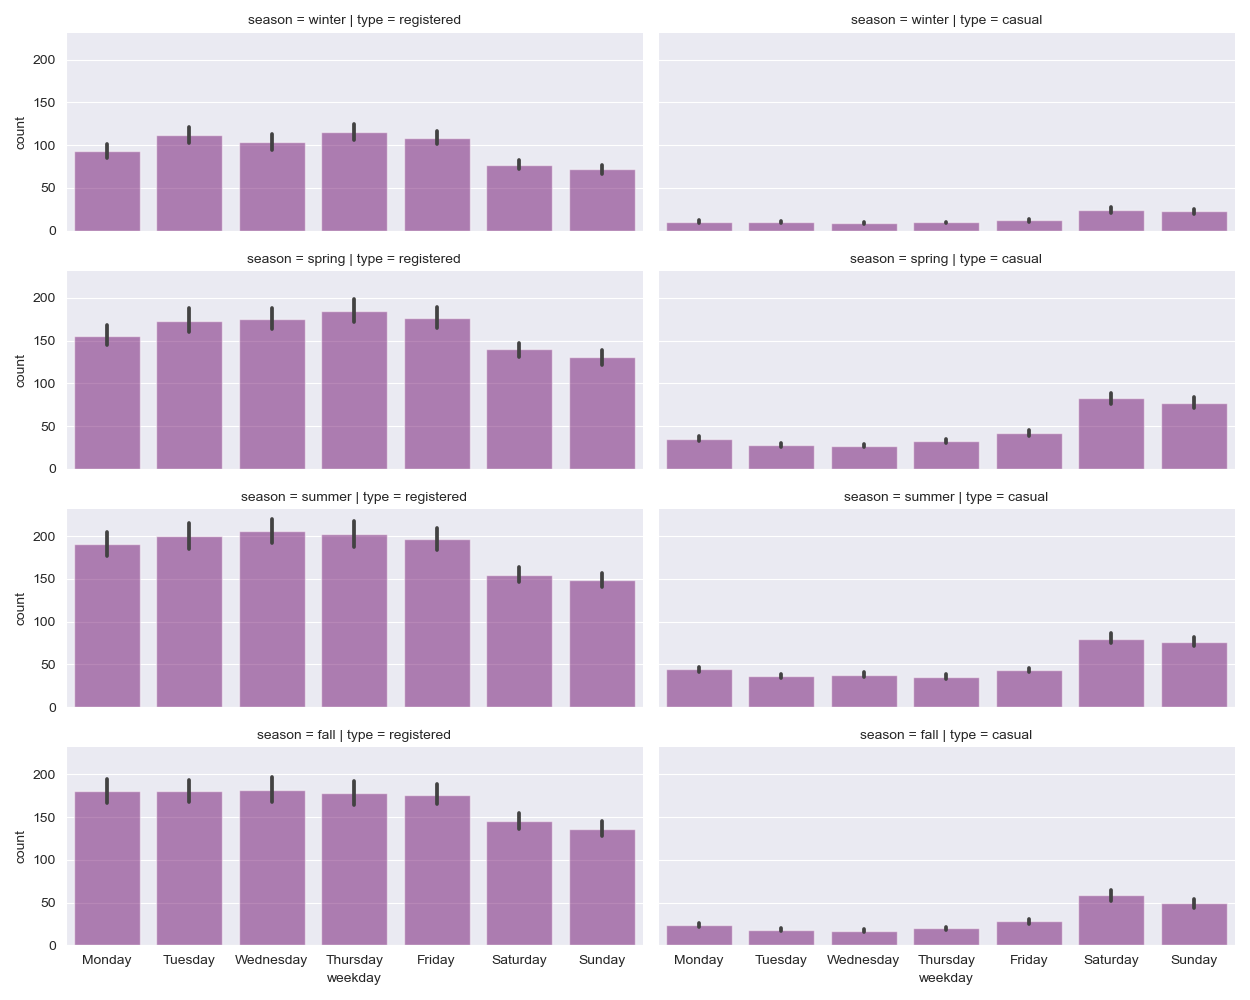 season = winter | type = registered
season = winter | type = casual
200
150
100
50
0
count
season = spring | type = registered
season = spring | type = casual
200
150
100
50
0
count
season = summer | type = registered
season = summer | type = casual
200
150
100
50
0
count
season = fall | type = registered
season = fall | type = casual
200
150
100
50
0
count
Monday Tuesday Wednesday Thursday Friday Saturday Sunday
weekday
Monday Tuesday Wednesday Thursday Friday Saturday Sunday
weekday